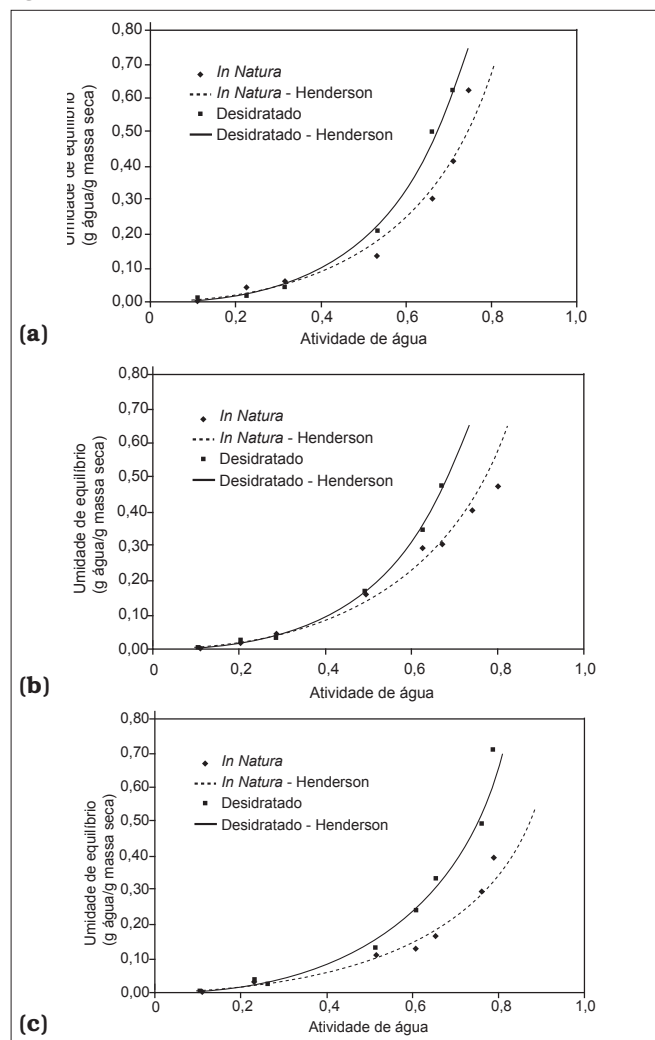 0,80
0,70
0,60
0,50
0,40
0,30
0,20
0,10
0,00
Umidade de equilíbrio
(g água/g massa seca)
In Natura
In Natura - Henderson
Desidratado
Desidratado - Henderson
0 0,2 0,4 0,6 0,8 1,0
Atividade de água
(a)
0,80
0,70
0,60
0,50
0,40
0,30
0,20
0,10
0,00
Umidade de equilíbrio
(g água/g massa seca)
In Natura
In Natura - Henderson
Desidratado
Desidratado - Henderson
0 0,2 0,4 0,6 0,8 1,0
Atividade de água
(b)
0,80
0,70
0,60
0,50
0,40
0,30
0,20
0,10
0,00
Umidade de equilíbrio
(g água/g massa seca)
In Natura
In Natura - Henderson
Desidratado
Desidratado - Henderson
0 0,2 0,4 0,6 0,8 1,0
Atividade de água
(c)